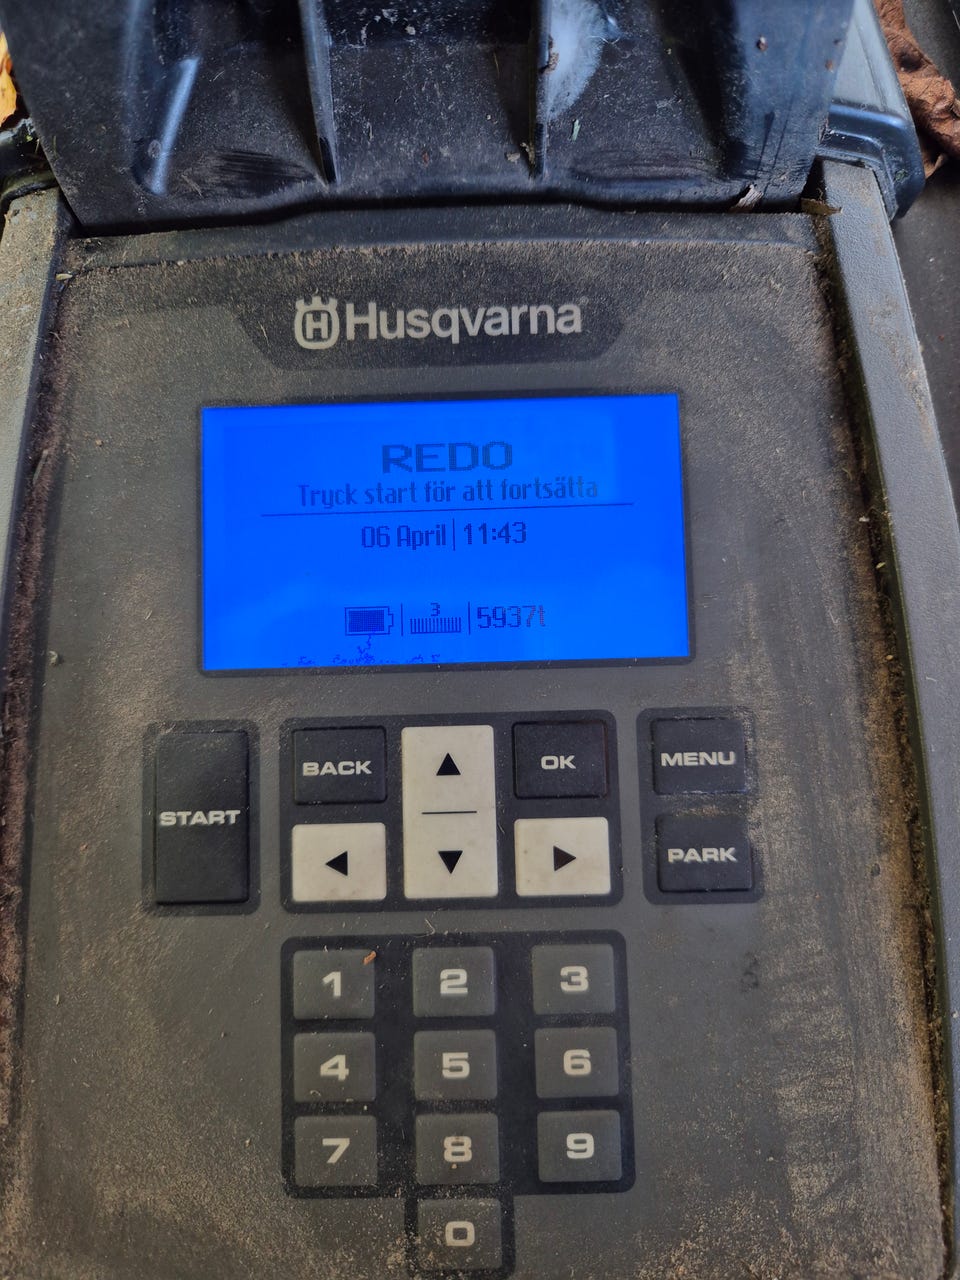 Husqvarna
REDO
Tryck start för att fortsätta
06 April 11:43
3
5937t
START
BACK
OK
MENU
PARK
1 2 3
4 5 6
7 8 9
0